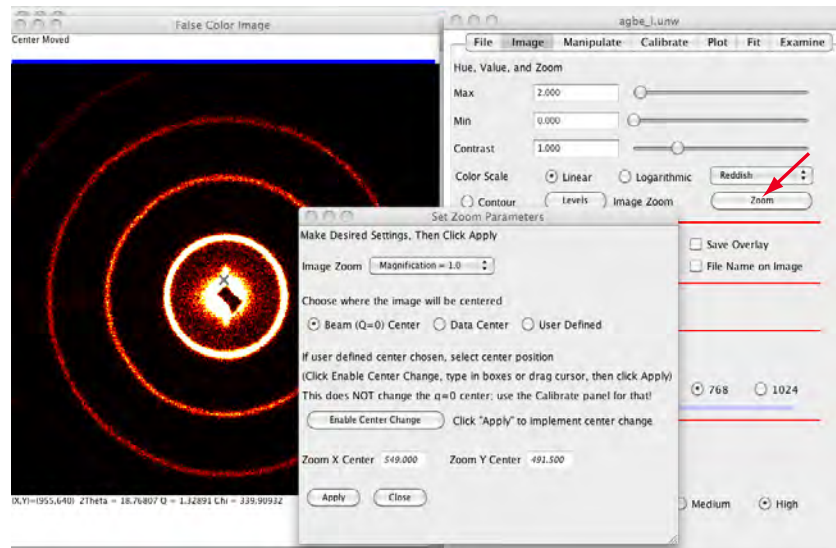 False Color Image
Center Moved
(X,Y)=(955,640) 2Theta = 18.76807 Q = 1.32891 Chi = 339.90932
agbe_l.unw
File Image Manipulate Calibrate Plot Fit Examine
Hue, Value, and Zoom
Max 2.000
Min 0.000
Contrast 1.000
Color Scale Linear Logarithmic Reddish
Contour Levels Image Zoom Zoom
Save Overlay
File Name on Image
768 1024
Medium High
Set Zoom Parameters
Make Desired Settings, Then Click Apply
Image Zoom Magnification = 1.0
Choose where the image will be centered
Beam (Q=0) Center Data Center User Defined
If user defined center chosen, select center position
(Click Enable Center Change, type in boxes or drag cursor, then click Apply)
This does NOT change the q=0 center; use the Calibrate panel for that!
Enable Center Change Click "Apply" to implement center change
Zoom X Center 549.000 Zoom Y Center 491.500
Apply Close